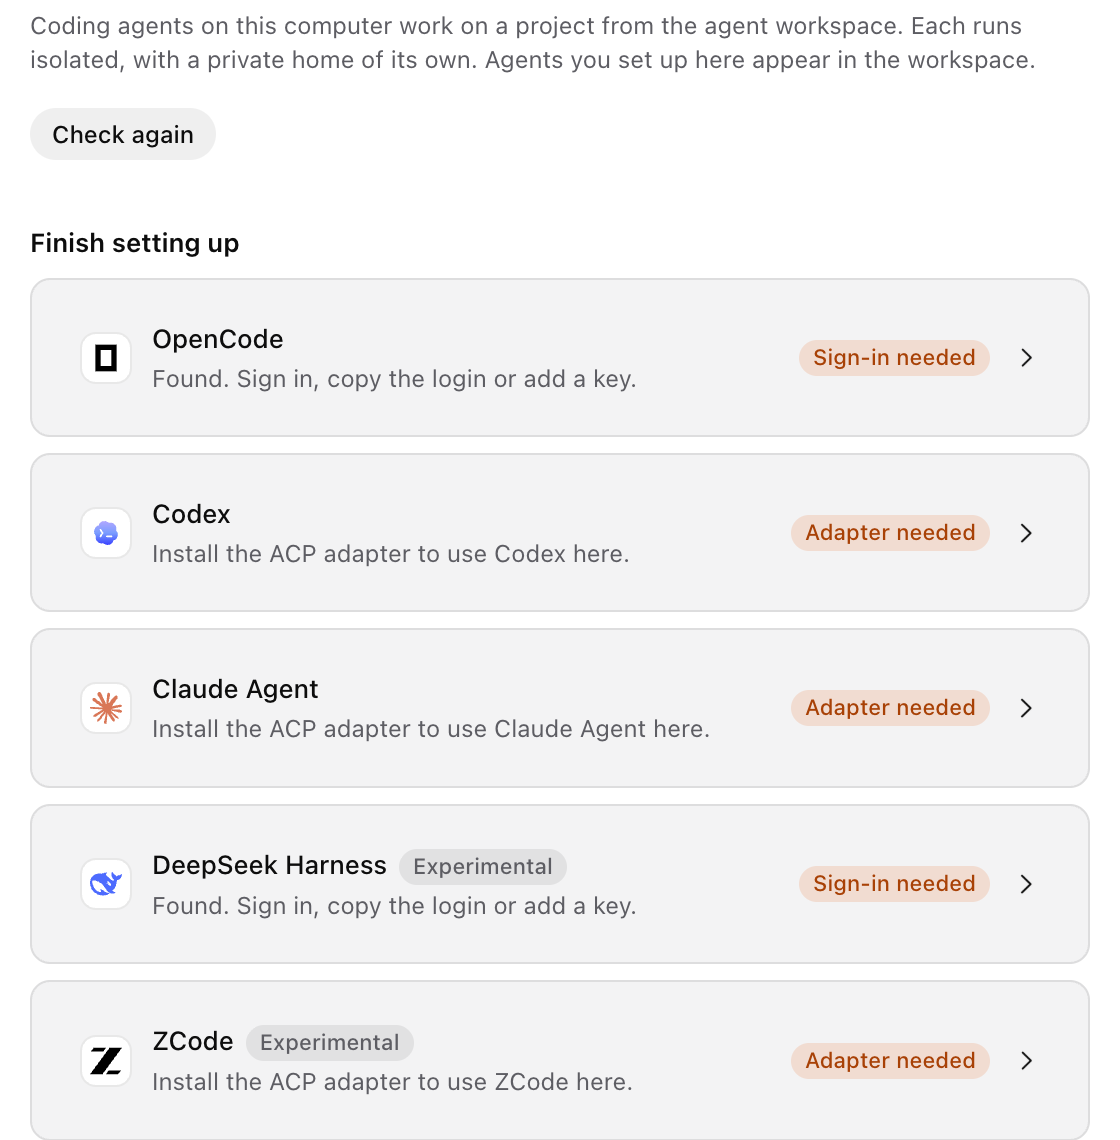 Coding agents on this computer work on a project from the agent workspace. Each runs
isolated, with a private home of its own. Agents you set up here appear in the workspace.
Check again
Finish setting up
OpenCode
Found. Sign in, copy the login or add a key.
Sign-in needed
Codex
Install the ACP adapter to use Codex here.
Adapter needed
Claude Agent
Install the ACP adapter to use Claude Agent here.
Adapter needed
DeepSeek Harness Experimental
Found. Sign in, copy the login or add a key.
Sign-in needed
ZCode Experimental
Install the ACP adapter to use ZCode here.
Adapter needed